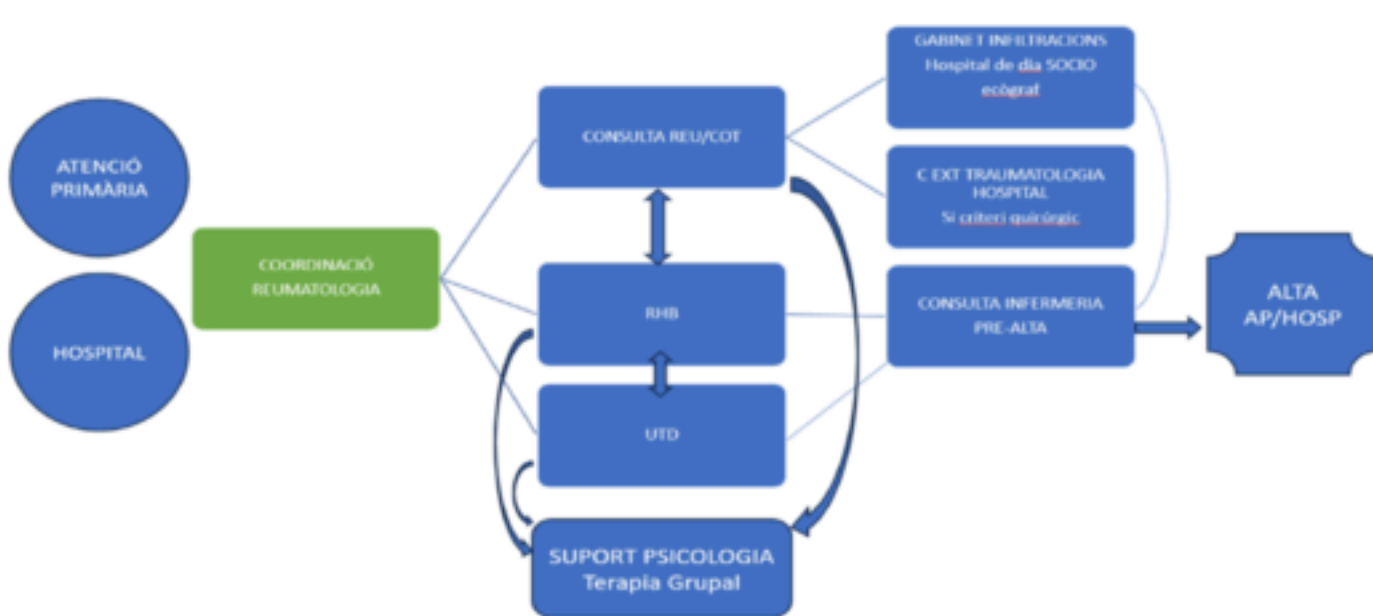 ATENCIÓ
PRIMÀRIA
HOSPITAL
COORDINACIÓ
REUMATOLOGIA
CONSULTA REU/COT
RHB
UTD
SUPORT PSICOLOGIA
Terapia Grupal
GABINET INFILTRACIONS
Hospital de dia SOCIO
ecògraf
C EXT TRAUMATOLOGIA
HOSPITAL
Si criteri quirúrgic
CONSULTA INFERMERIA
PRE-ALTA
ALTA
AP/HOSP